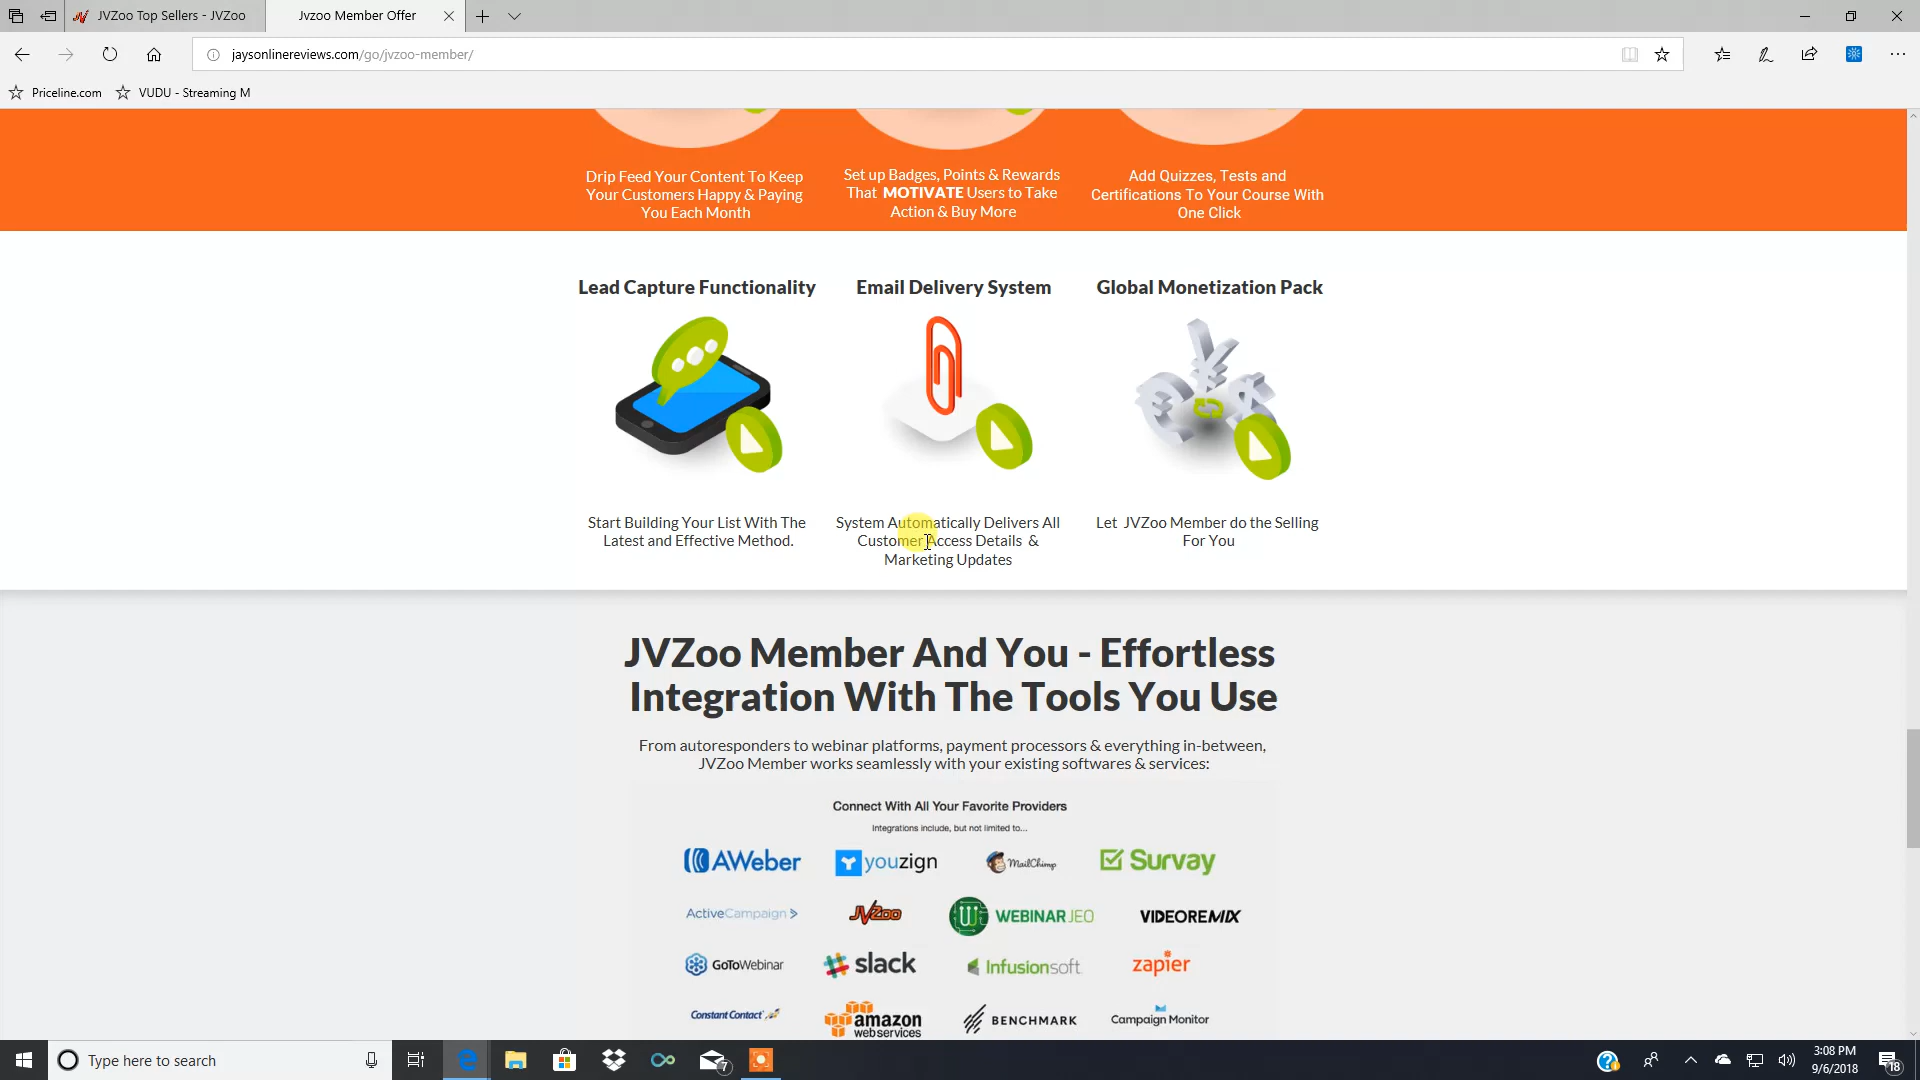 JVZoo Top Sellers - JVZoo
Jvzoo Member Offer
jaysonlinereviews.com/go/jvzoo-member/
Priceline.com
VUDU - Streaming M
Drip Feed Your Content To Keep
Your Customers Happy & Paying
You Each Month
Set up Badges, Points & Rewards
That MOTIVATE Users to Take
Action & Buy More
Add Quizzes, Tests and
Certifications To Your Course With
One Click
Lead Capture Functionality
Email Delivery System
Global Monetization Pack
Start Building Your List With The
Latest and Effective Method.
System Automatically Delivers All
Customer Access Details &
Marketing Updates
Let JVZoo Member do the Selling
For You
JVZoo Member And You - Effortless
Integration With The Tools You Use
From autoresponders to webinar platforms, payment processors & everything in-between,
JVZoo Member works seamlessly with your existing softwares & services:
Connect With All Your Favorite Providers
Integrations include, but not limited to...
AWeber
youzign
MailChimp
Survay
ActiveCampaign >
JVZoo
WEBINARJEO
VIDEOREMIX
GoToWebinar
slack
Infusionsoft
zapier
Constant Contact
amazon
webservices
BENCHMARK
Campaign Monitor
Type here to search
7
3:08 PM
9/6/2018
18